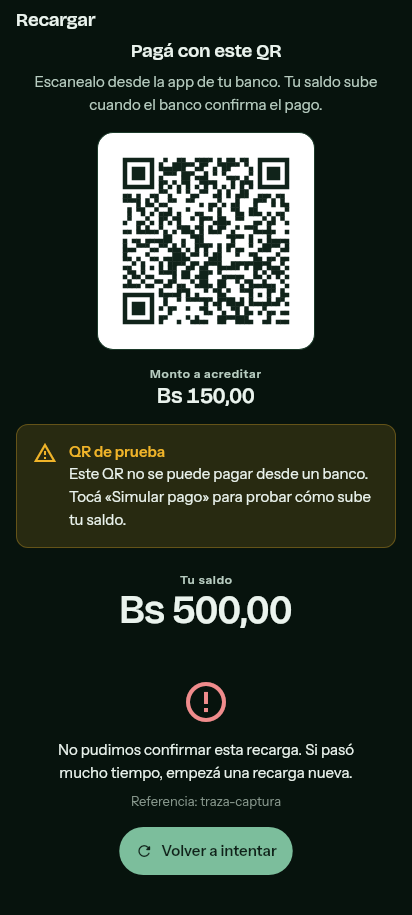 Recargar
Pagá con este QR
Escanealo desde la app de tu banco. Tu saldo sube
cuando el banco confirma el pago.
Monto a acreditar
Bs 150,00
QR de prueba
Este QR no se puede pagar desde un banco.
Tocá «Simular pago» para probar cómo sube
tu saldo.
Tu saldo
Bs 500,00
No pudimos confirmar esta recarga. Si pasó
mucho tiempo, empezá una recarga nueva.
Referencia: traza-captura
Volver a intentar